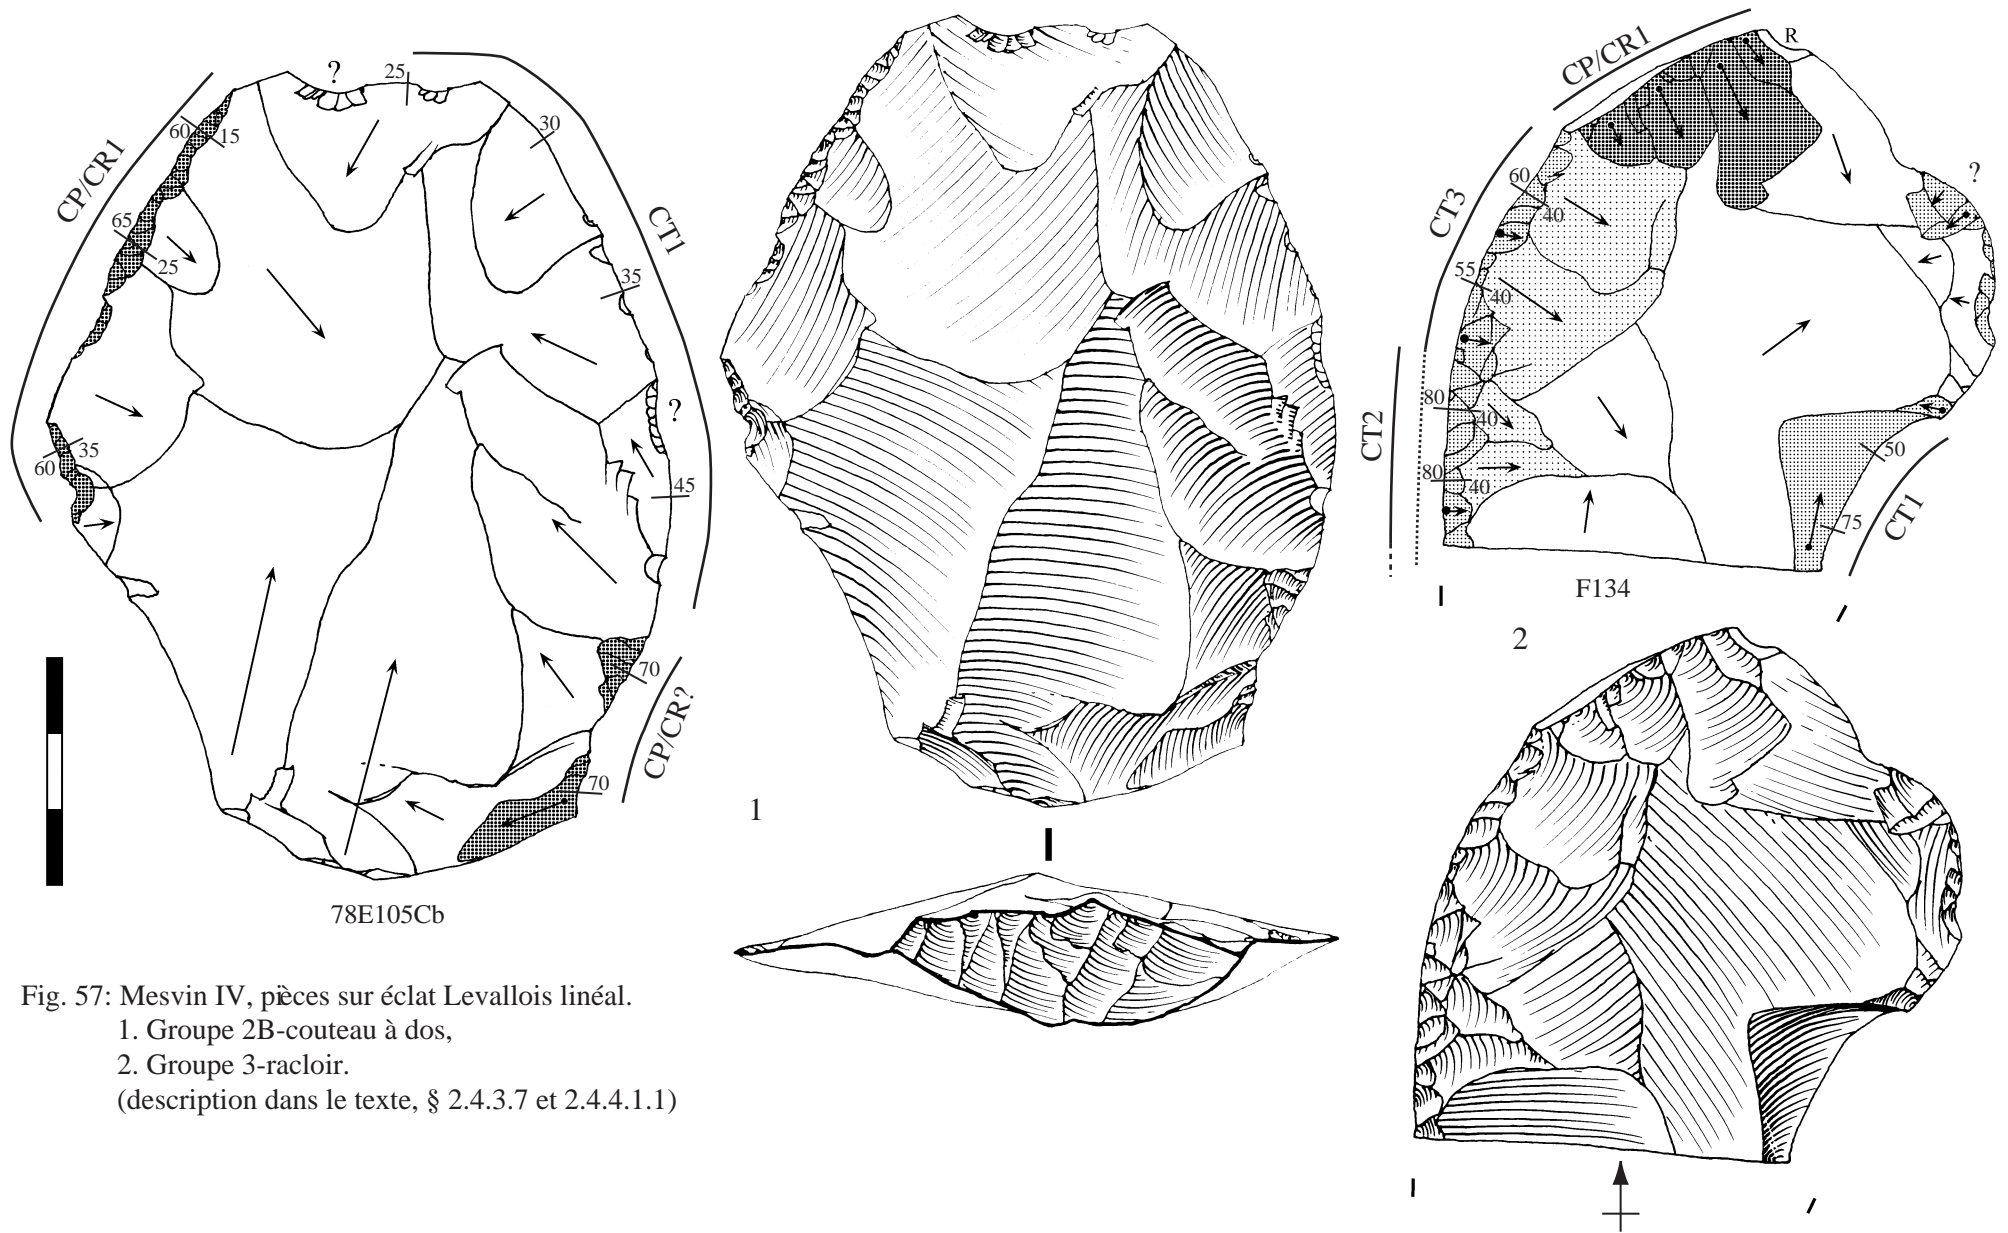 ?
25
60
15
30
CP/CR1
65
25
CT1
35
?
60
35
45
70
CP/CR?
70
78E105Cb
1
CP/CR1
R
?
CT3
60
40
55
40
CT2
80
40
80
40
50
75
CT1
F134
2
Fig. 57: Mesvin IV, pièces sur éclat Levallois linéal.
1. Groupe 2B-couteau à dos,
2. Groupe 3-racloir.
(description dans le texte, § 2.4.3.7 et 2.4.4.1.1)